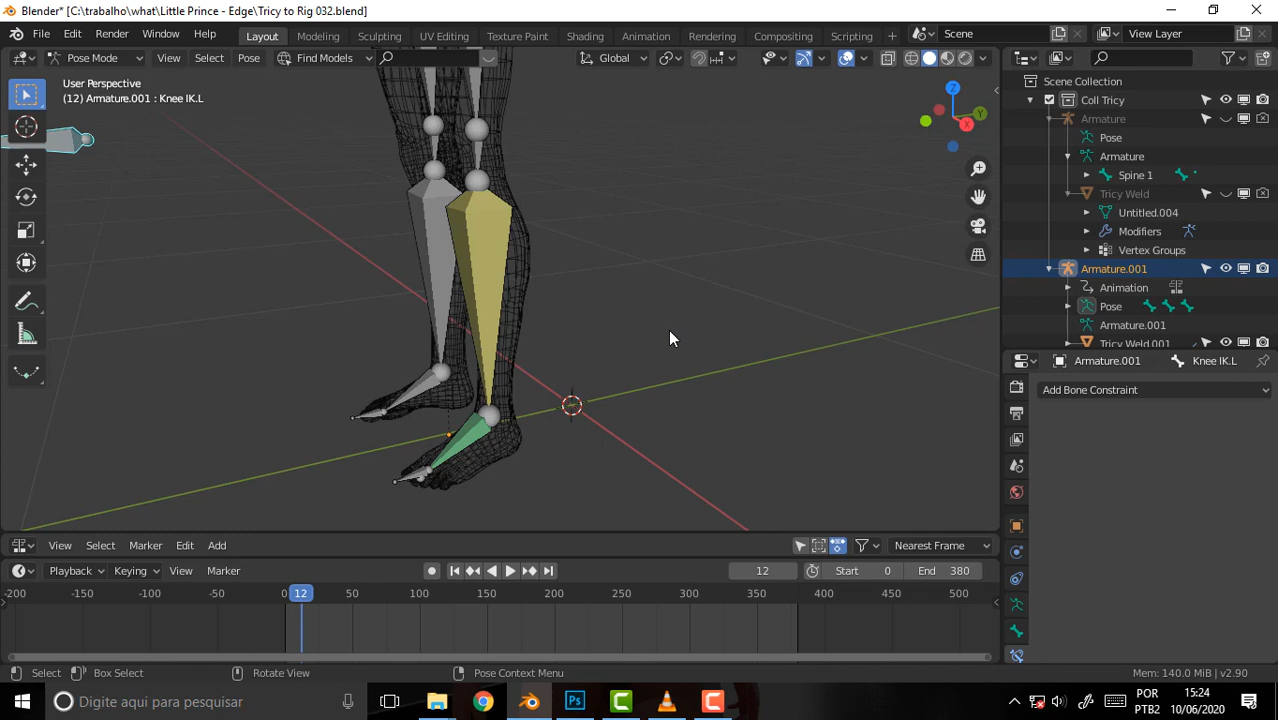 Blender* [C:\trabalho\what\Little Prince - Edge\Tricy to Rig 032.blend]
File Edit Render Window Help
Layout Modeling Sculpting UV Editing Texture Paint Shading Animation Rendering Compositing Scripting
Scene
View Layer
Pose Mode View Select Pose Find Models
Global
User Perspective
(12) Armature.001 : Knee IK.L
Z
Y
X
Scene Collection
Coll Tricy
Armature
Pose
Armature
Spine 1
Tricy Weld
Untitled.004
Modifiers
Vertex Groups
Armature.001
Animation
Pose
Armature.001
Tricy Weld.001
Armature.001 Knee IK.L
Add Bone Constraint
View Select Marker Edit Add
Nearest Frame
Playback Keying View Marker
12
Start 0
End 380
-200 -150 -100 -50 0 12 50 100 150 200 250 300 350 400 450 500
Select Box Select Rotate View Pose Context Menu
Mem: 140.0 MiB | v2.90
Digite aqui para pesquisar
POR
PTB2
15:24
10/06/2020